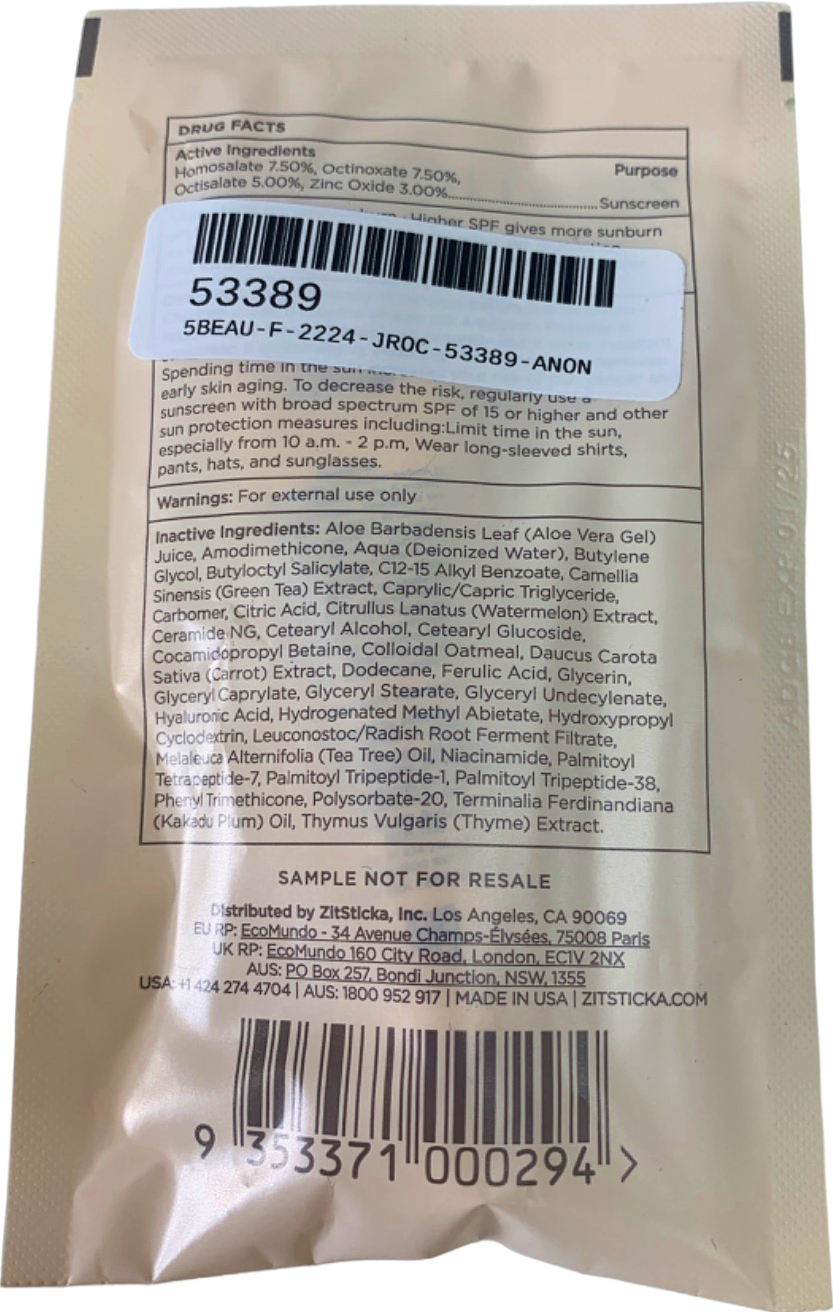 DRUG FACTS
Active Ingredients
Purpose
Homosalate 7.50%, Octinoxate 7.50%,
Octisalate 5.00%, Zinc Oxide 3.00%............Sunscreen
Higher SPF gives more sunburn
53389
5BEAU-F-2224-JROC-53389-ANON
Spending time in the sun
early skin aging. To decrease the risk, regularly use a
sunscreen with broad spectrum SPF of 15 or higher and other
sun protection measures including:Limit time in the sun,
especially from 10 a.m. - 2 p.m, Wear long-sleeved shirts,
pants, hats, and sunglasses.
Warnings: For external use only
Inactive Ingredients: Aloe Barbadensis Leaf (Aloe Vera Gel)
Juice, Amodimethicone, Aqua (Deionized Water), Butylene
Glycol, Butyloctyl Salicylate, C12-15 Alkyl Benzoate, Camellia
Sinensis (Green Tea) Extract, Caprylic/Capric Triglyceride,
Carbomer, Citric Acid, Citrullus Lanatus (Watermelon) Extract,
Ceramide NG, Cetearyl Alcohol, Cetearyl Glucoside,
Cocamidopropyl Betaine, Colloidal Oatmeal, Daucus Carota
Sativa (Carrot) Extract, Dodecane, Ferulic Acid, Glycerin,
Glyceryl Caprylate, Glyceryl Stearate, Glyceryl Undecylenate,
Hyaluronic Acid, Hydrogenated Methyl Abietate, Hydroxypropyl
Cyclodextrin, Leuconostoc/Radish Root Ferment Filtrate,
Melaleuca Alternifolia (Tea Tree) Oil, Niacinamide, Palmitoyl
Tetrapeptide-7, Palmitoyl Tripeptide-1, Palmitoyl Tripeptide-38,
Phenyl Trimethicone, Polysorbate-20, Terminalia Ferdinandiana
(Kakadu Plum) Oil, Thymus Vulgaris (Thyme) Extract.
SAMPLE NOT FOR RESALE
Distributed by ZitSticka, Inc. Los Angeles, CA 90069
EU RP: EcoMundo - 34 Avenue Champs-Élysées, 75008 Paris
UK RP: EcoMundo 160 City Road, London, EC1V 2NX
AUS: PO Box 257, Bondi Junction, NSW, 1355
USA: +1 424 274 4704 | AUS: 1800 952 917 | MADE IN USA | ZITSTICKA.COM
9 353371 000294 >
EXP 01/25